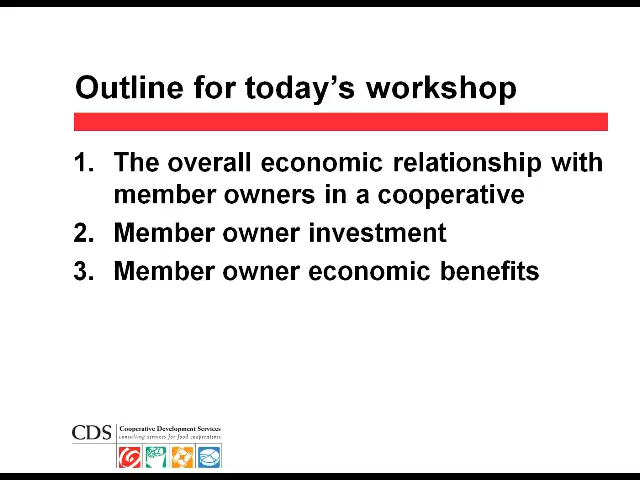 Outline for today's workshop
1. The overall economic relationship with
member owners in a cooperative
2. Member owner investment
3. Member owner economic benefits
CDS
Cooperative Development Services
consulting services for food cooperatives